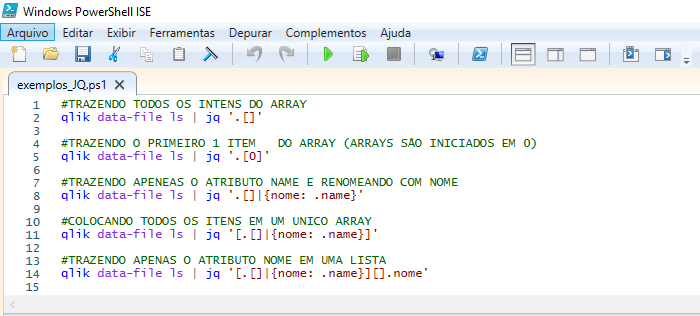 Windows PowerShell ISE
Arquivo Editar Exibir Ferramentas Depurar Complementos Ajuda
exemplos_JQ.ps1
1 #TRAZENDO TODOS OS INTENS DO ARRAY
2 qlik data-file ls | jq '.[]'
3
4 #TRAZENDO O PRIMEIRO 1 ITEM   DO ARRAY (ARRAYS SÃO INICIADOS EM 0)
5 qlik data-file ls | jq '.[0]'
6
7 #TRAZENDO APENEAS O ATRIBUTO NAME E RENOMEANDO COM NOME
8 qlik data-file ls | jq '.[]|{nome: .name}'
9
10 #COLOCANDO TODOS OS ITENS EM UM UNICO ARRAY
11 qlik data-file ls | jq '[.[]|{nome: .name}]'
12
13 #TRAZENDO APENAS O ATRIBUTO NOME EM UMA LISTA
14 qlik data-file ls | jq '[.[]|{nome: .name}][].nome'
15